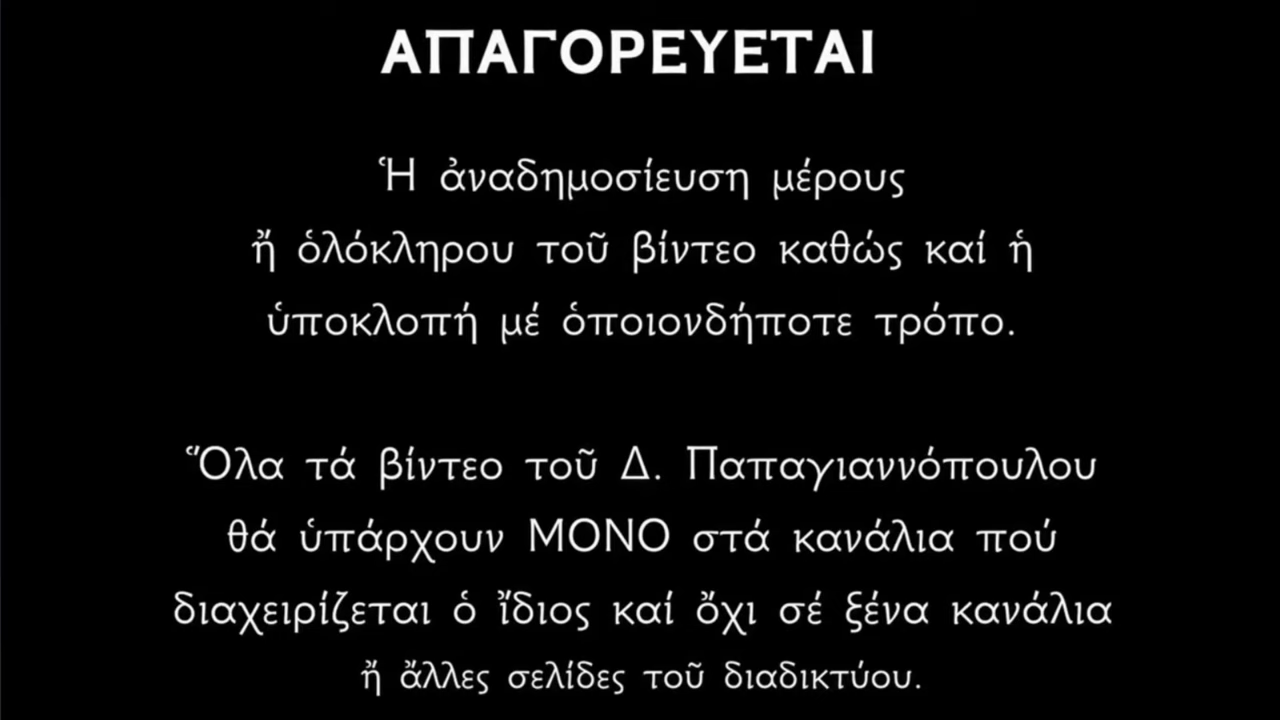 ΑΠΑΓΟΡΕΥΕΤΑΙ
Ἡ ἀναδημοσίευση μέρους
ἤ ὁλόκληρου τοῦ βίντεο καθώς καί ἡ
ὑποκλοπή μέ ὁποιονδήποτε τρόπο.
Ὅλα τά βίντεο τοῦ Δ. Παπαγιαννόπουλου
θά ὑπάρχουν ΜΟΝΟ στά κανάλια πού
διαχειρίζεται ὁ ἴδιος καί ὄχι σέ ξένα κανάλια
ἤ ἄλλες σελίδες τοῦ διαδικτύου.